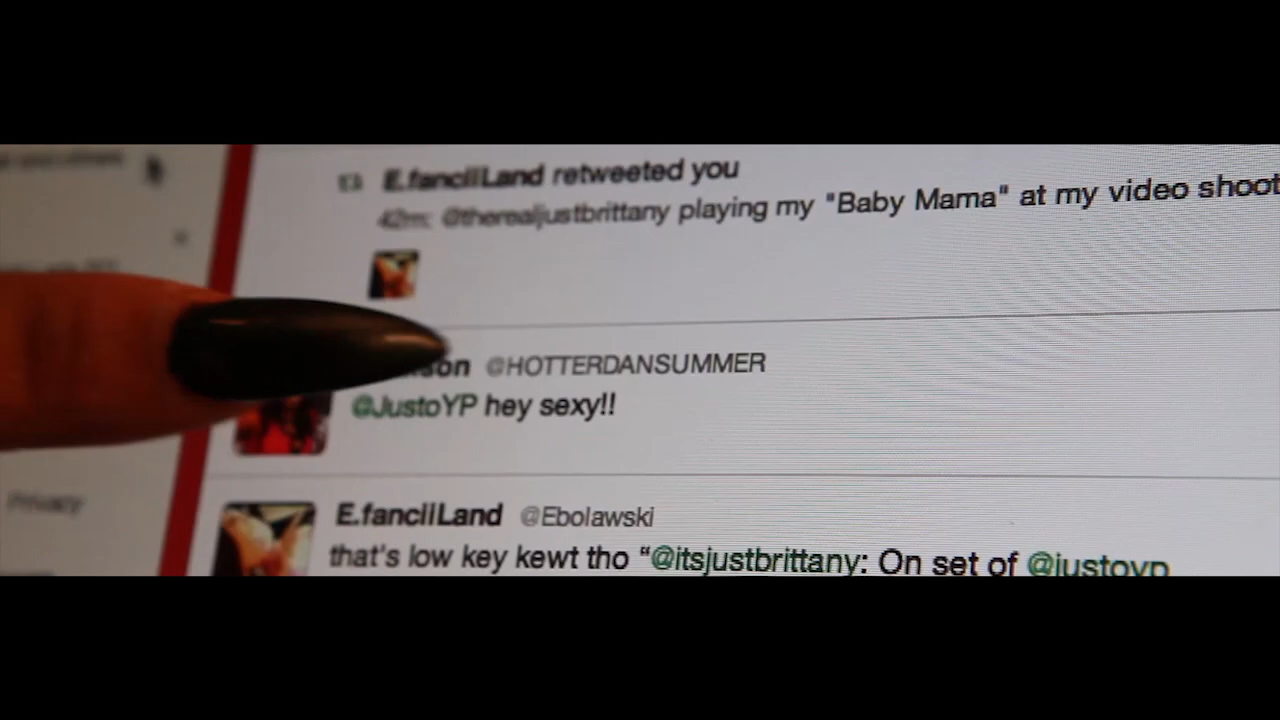 E.fanciiLand retweeted you
42m: @therealjustbrittany playing my "Baby Mama" at my video shoot
son @HOTTERDANSUMMER
@JustoYP hey sexy!!
E.fanciiLand @Ebolawski
that's low key kewt tho “@itsjustbrittany: On set of @justoyp
Privacy